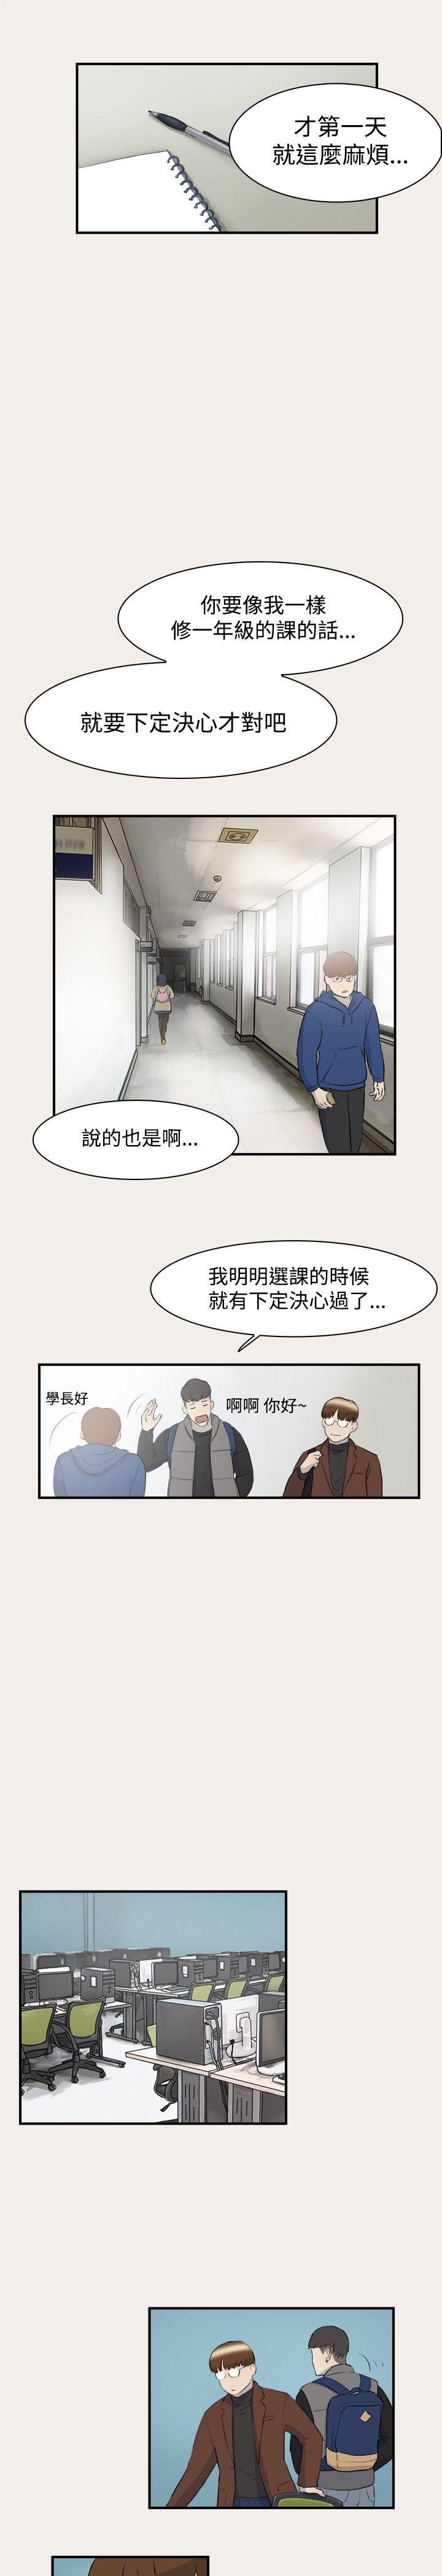 才第一天
就這麼麻煩...
你要像我一樣
修一年級的課的話...
就要下定決心才對吧
說的也是啊...
我明明選課的時候
就有下定決心過了...
學長好
啊啊 你好~